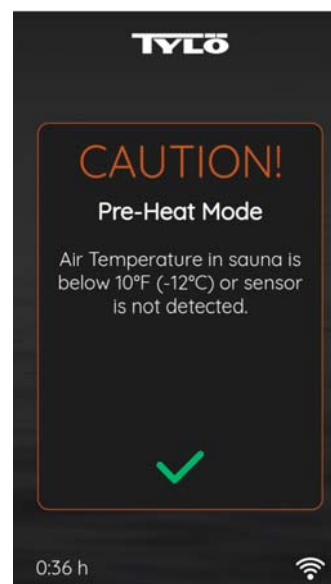 TYLÖ
CAUTION!
Pre-Heat Mode
Air Temperature in sauna is
below 10°F (-12°C) or sensor
is not detected.
0:36 h